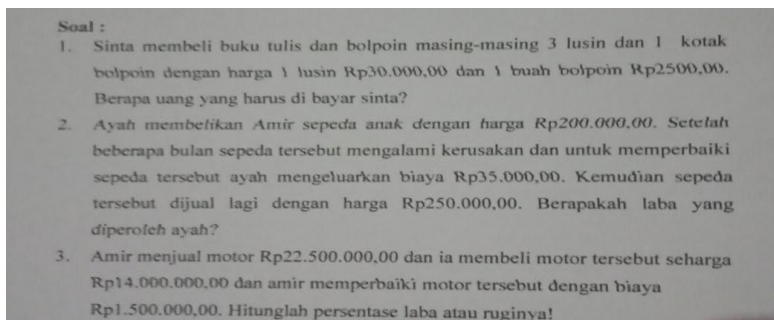 Soal :
1. Sinta membeli buku tulis dan bolpoin masing-masing 3 lusin dan 1 kotak
bolpoin dengan harga 1 lusin Rp30.000,00 dan 1 buah bolpoin Rp2500,00.
Berapa uang yang harus di bayar sinta?
2. Ayah membelikan Amir sepeda anak dengan harga Rp200.000,00. Setelah
beberapa bulan sepeda tersebut mengalami kerusakan dan untuk memperbaiki
sepeda tersebut ayah mengeluarkan biaya Rp35.000,00. Kemudian sepeda
tersebut dijual lagi dengan harga Rp250.000,00. Berapakah laba yang
diperoleh ayah?
3. Amir menjual motor Rp22.500.000,00 dan ia membeli motor tersebut seharga
Rp14.000.000,00 dan amir memperbaiki motor tersebut dengan biaya
Rp1.500.000,00. Hitunglah persentase laba atau ruginya!